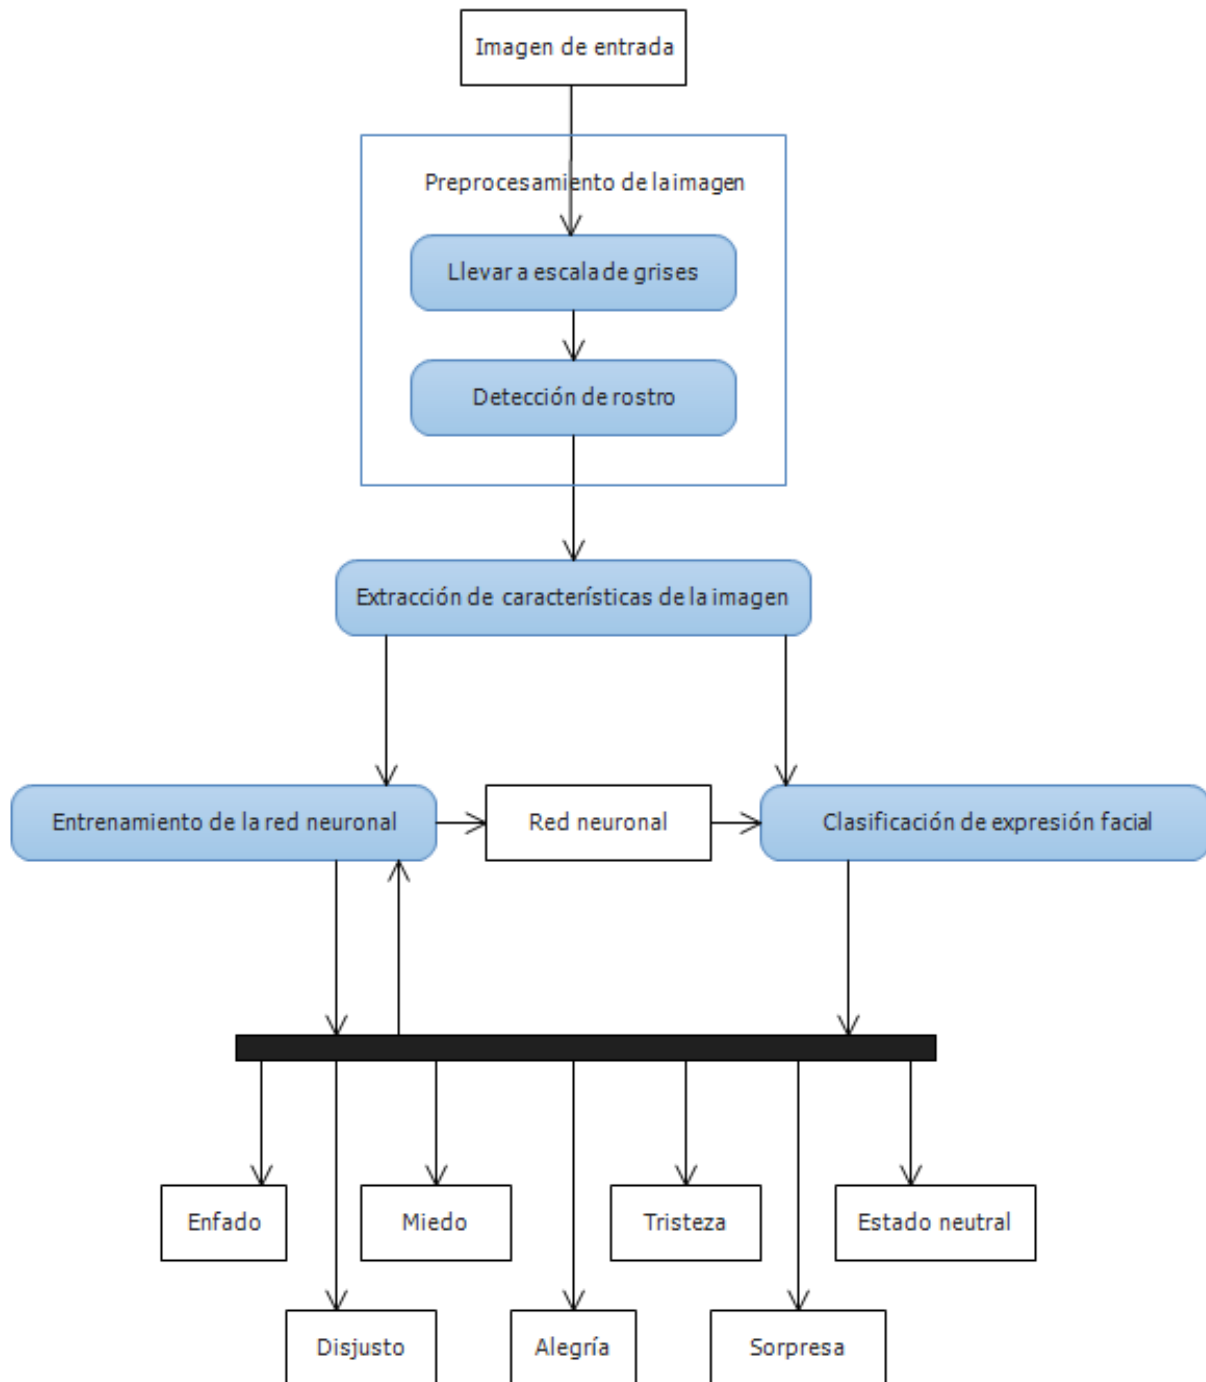 Imagen de entrada
Preprocesamiento de la imagen
Llevar a escala de grises
Detección de rostro
Extracción de características de la imagen
Entrenamiento de la red neuronal
Red neuronal
Clasificación de expresión facial
Enfado
Miedo
Tristeza
Estado neutral
Disjusto
Alegría
Sorpresa